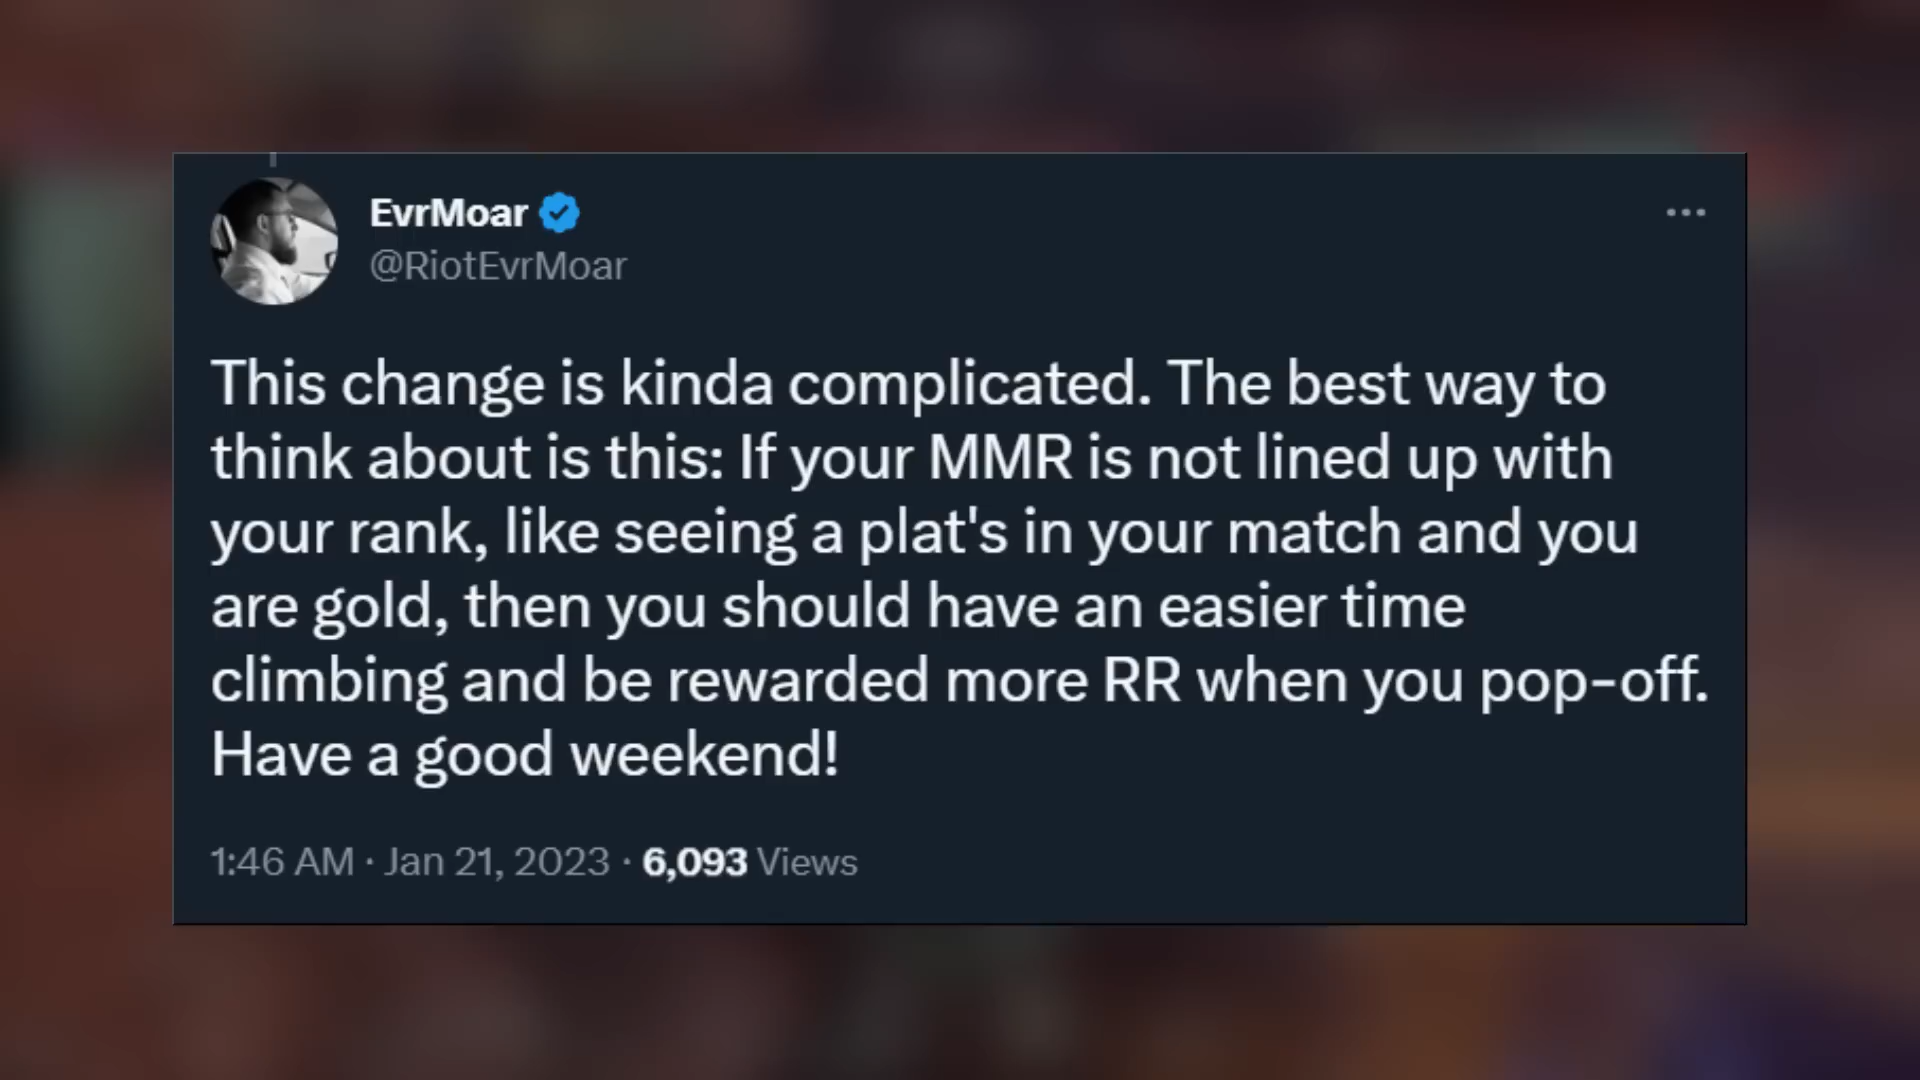 EvrMoar
@RiotEvrMoar
This change is kinda complicated. The best way to
think about is this: If your MMR is not lined up with
your rank, like seeing a plat's in your match and you
are gold, then you should have an easier time
climbing and be rewarded more RR when you pop-off.
Have a good weekend!
1:46 AM · Jan 21, 2023 · 6,093 Views